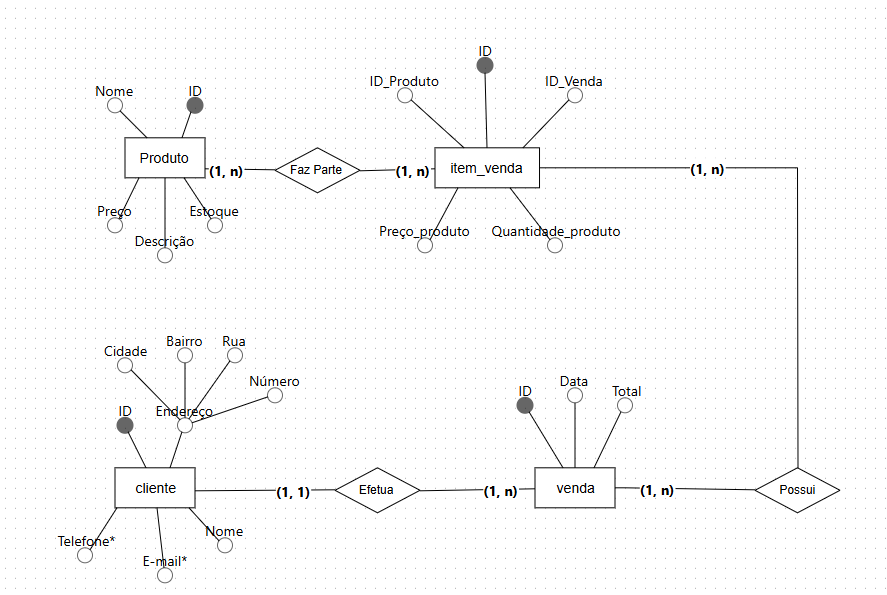 ID
ID_Produto
ID_Venda
Nome
ID
Produto
(1, n)
Faz Parte
(1, n)
item_venda
(1, n)
Preço
Estoque
Descrição
Preço_produto
Quantidade_produto
Cidade
Bairro
Rua
Número
ID
Endereço
ID
Data
Total
cliente
(1, 1)
Efetua
(1, n)
venda
(1, n)
Possui
Telefone*
E-mail*
Nome